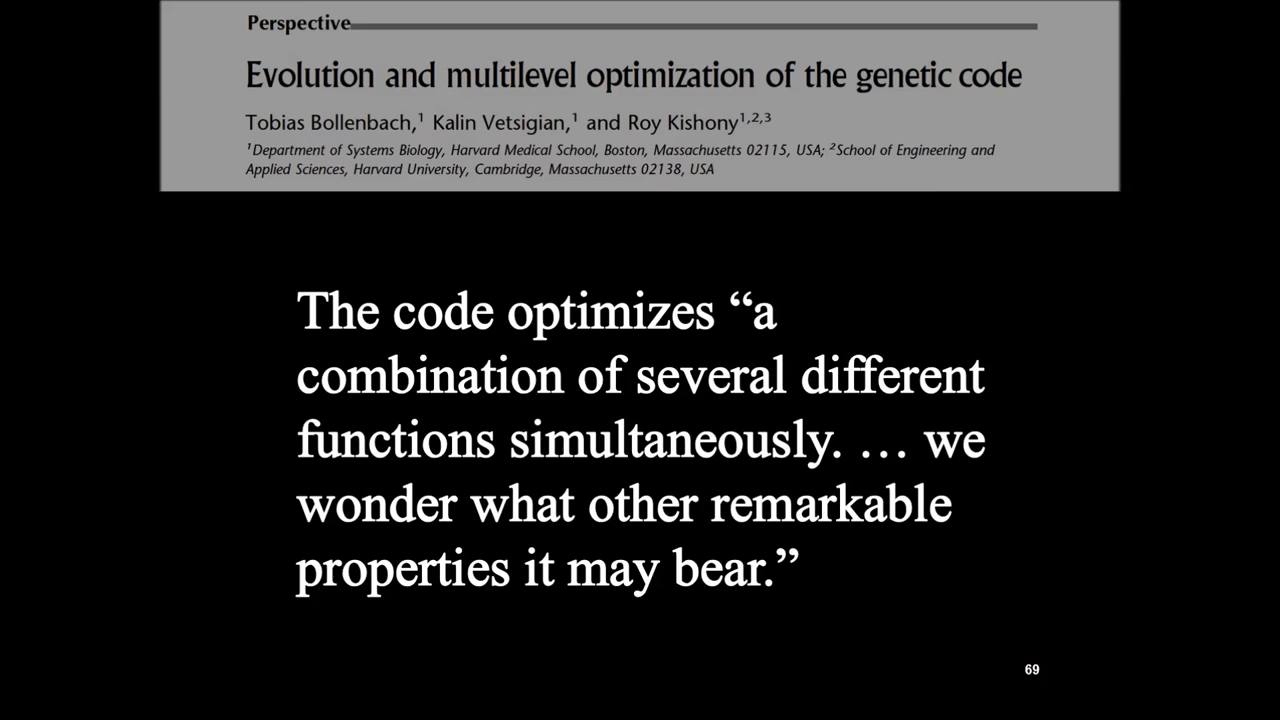 Perspective
Evolution and multilevel optimization of the genetic code
Tobias Bollenbach,¹ Kalin Vetsigian,¹ and Roy Kishony¹,²,³
¹Department of Systems Biology, Harvard Medical School, Boston, Massachusetts 02115, USA; ²School of Engineering and
Applied Sciences, Harvard University, Cambridge, Massachusetts 02138, USA
The code optimizes “a
combination of several different
functions simultaneously. … we
wonder what other remarkable
properties it may bear.”
69